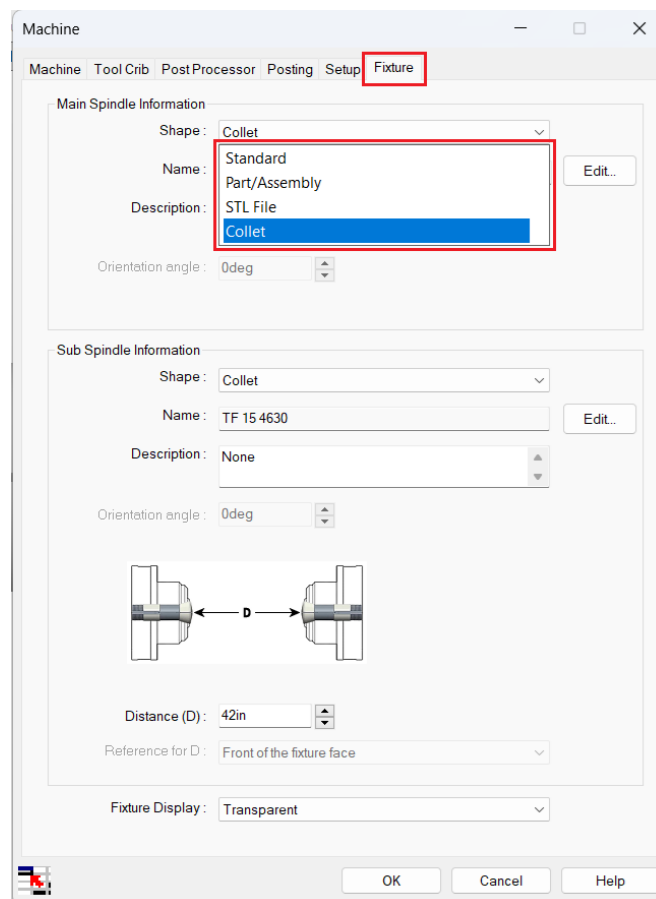 Machine
Machine Tool Crib Post Processor Posting Setup Fixture
Main Spindle Information
Shape : Collet
Standard
Name : Edit...
Part/Assembly
Description : STL File
Collet
Orientation angle : 0deg
Sub Spindle Information
Shape : Collet
Name : TF 15 4630 Edit...
Description : None
Orientation angle : 0deg
D
Distance (D) : 42in
Reference for D : Front of the fixture face
Fixture Display : Transparent
OK Cancel Help